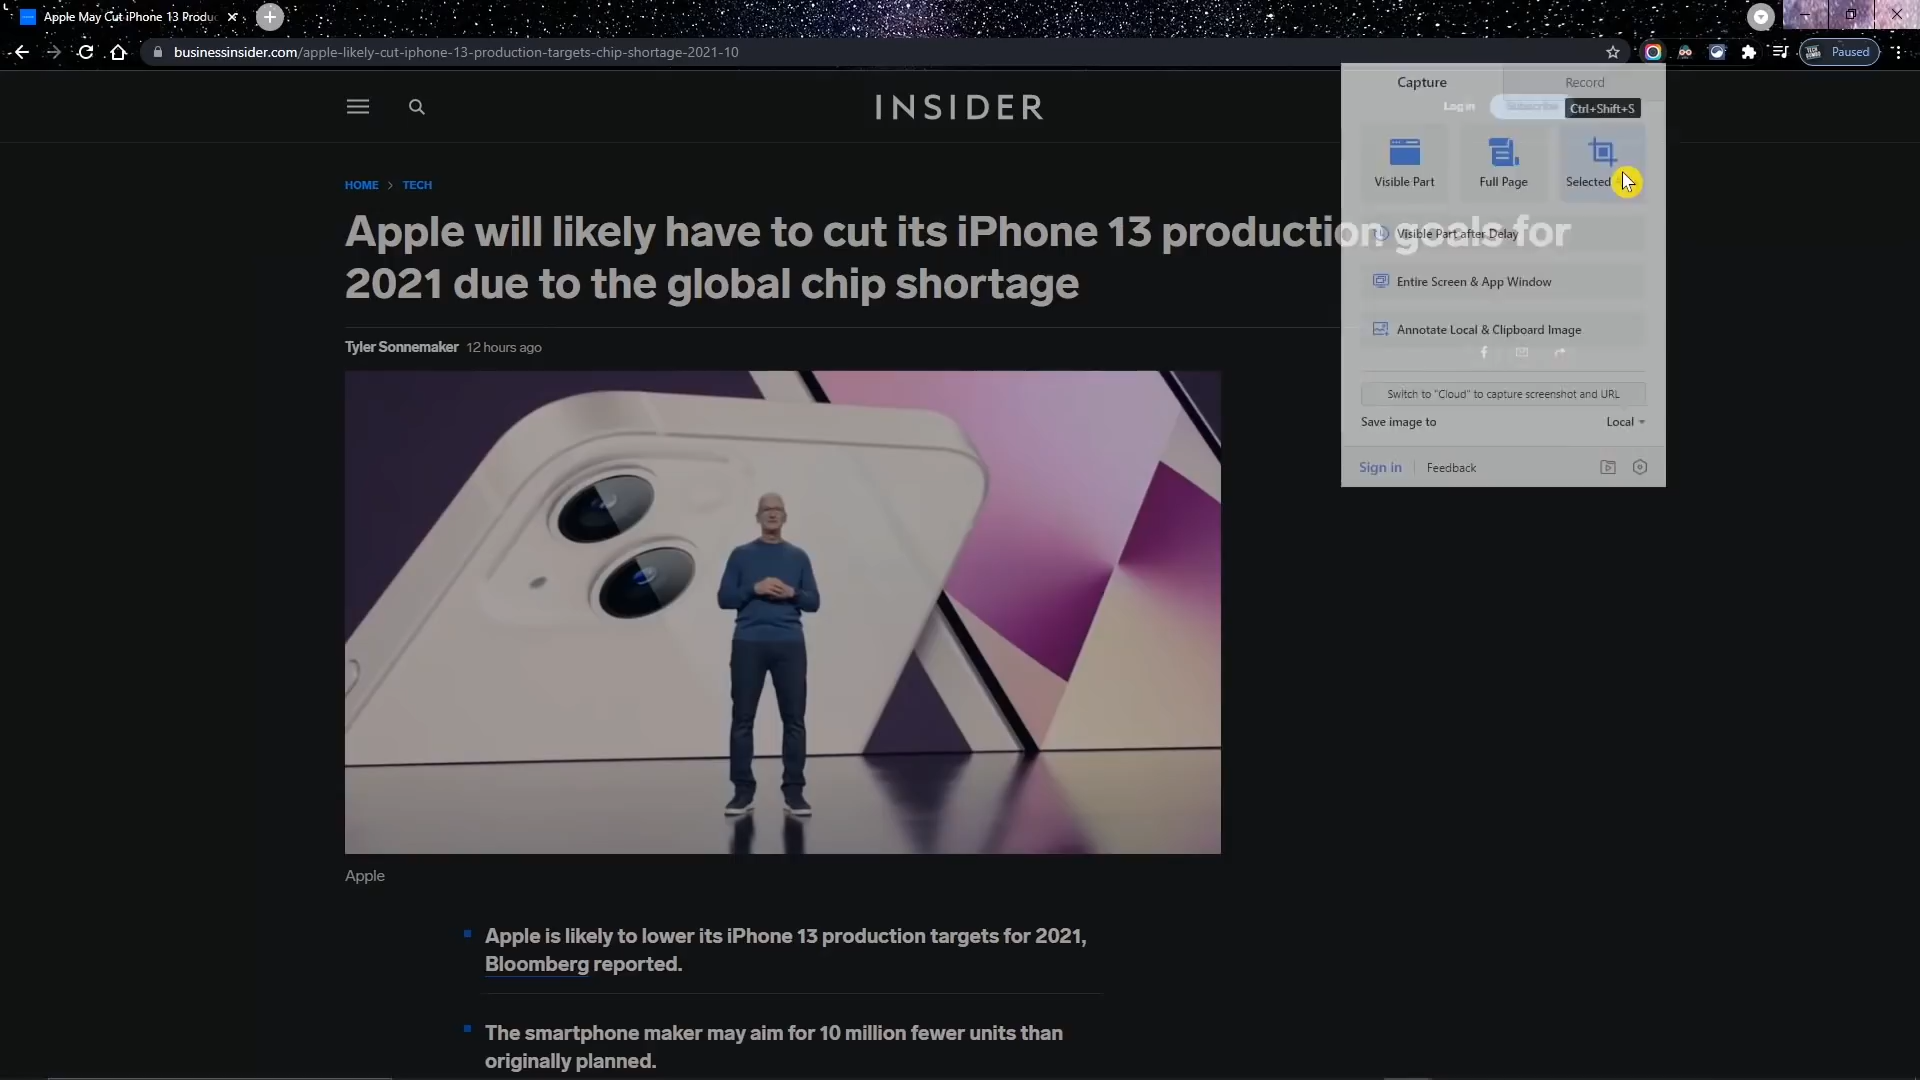 Apple May Cut iPhone 13 Produc
businessinsider.com/apple-likely-cut-iphone-13-production-targets-chip-shortage-2021-10
Paused
INSIDER
Log in
Subscribe
Capture
Record
Ctrl+Shift+S
Visible Part
Full Page
Selected
Visible Part after Delay
Entire Screen & App Window
Annotate Local & Clipboard Image
Switch to "Cloud" to capture screenshot and URL
Save image to
Local
Sign in
Feedback
HOME > TECH
Apple will likely have to cut its iPhone 13 production goals for
2021 due to the global chip shortage
Tyler Sonnemaker 12 hours ago
Apple
Apple is likely to lower its iPhone 13 production targets for 2021,
Bloomberg reported.
The smartphone maker may aim for 10 million fewer units than
originally planned.